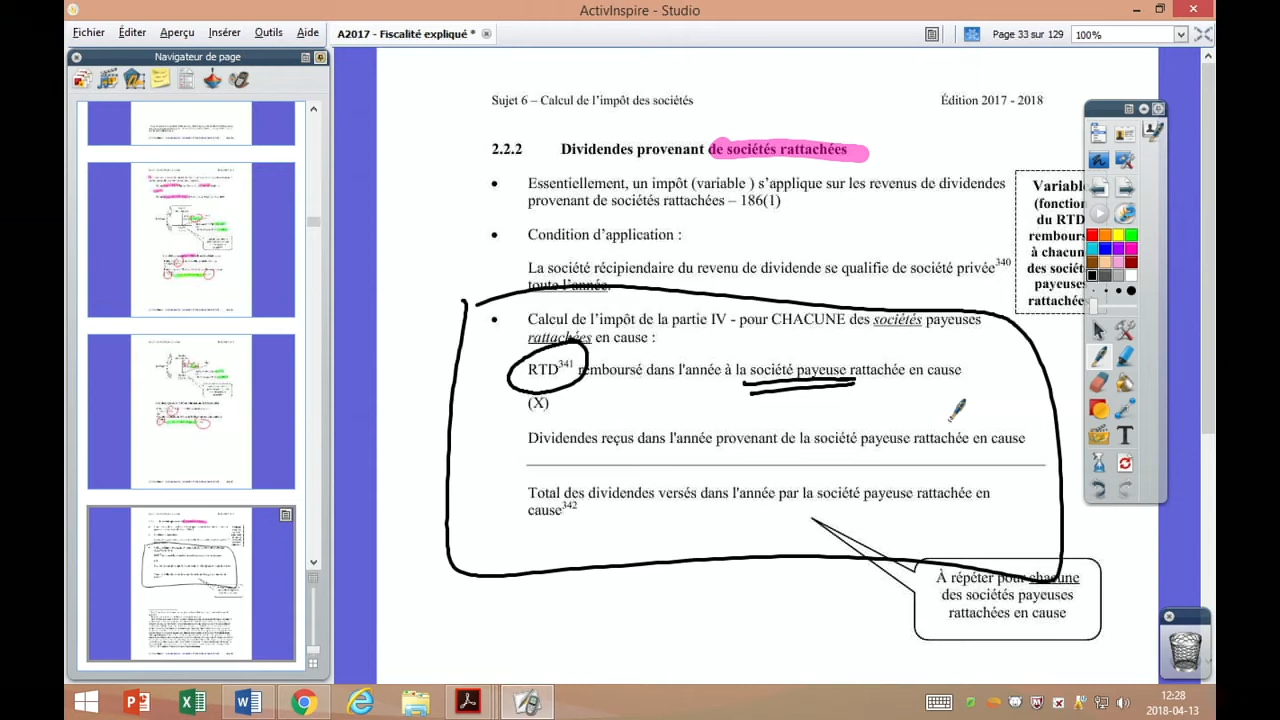 ActivInspire - Studio
Fichier Éditer Aperçu Insérer Outils Aide
A2017 - Fiscalité expliqué *
Page 33 sur 129
100%
Navigateur de page
Sujet 6 – Calcul de l’impôt des sociétés
Édition 2017 - 2018
2.2.2 Dividendes provenant de sociétés rattachées
• Essentiellement, un impôt (variable ) s’applique sur les revenus de dividendes
provenant de sociétés rattachées – 186(1)
• Condition d’application :
La société récipiendaire du revenu de dividende se qualifie de société privée340
toute l’année.
• Calcul de l’impôt de la partie IV - pour CHACUNE des sociétés payeuses
rattachées en cause :
RTD341 remboursé dans l'année à la société payeuse rattachée en cause
(X)
Dividendes reçus dans l'année provenant de la société payeuse rattachée en cause
Total des dividendes versés dans l'année par la société payeuse rattachée en
cause342
Variable
(fonction
du RTD
rembours
à chacun
des socié
payeuses
rattachée
À répéter pour chacune
des sociétés payeuses
rattachées en cause
12:28
2018-04-13